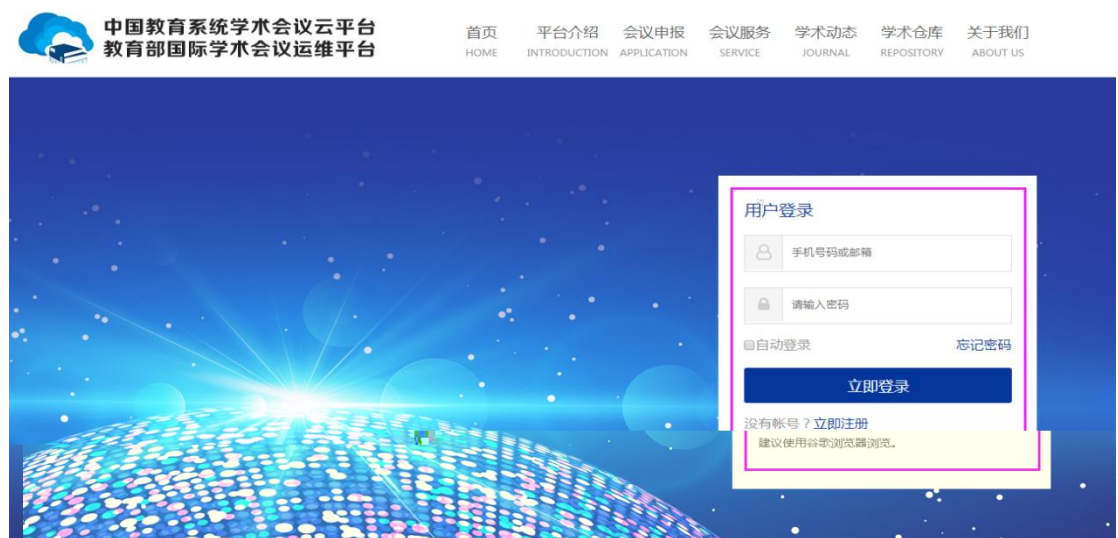 中国教育系统学术会议云平台
教育部国际学术会议运维平台
首页 平台介绍 会议申报 会议服务 学术动态 学术仓库 关于我们
HOME INTRODUCTION APPLICATION SERVICE JOURNAL REPOSITORY ABOUT US
用户登录
手机号码或邮箱
请输入密码
自动登录 忘记密码
立即登录
没有帐号？立即注册
建议使用谷歌浏览器浏览。